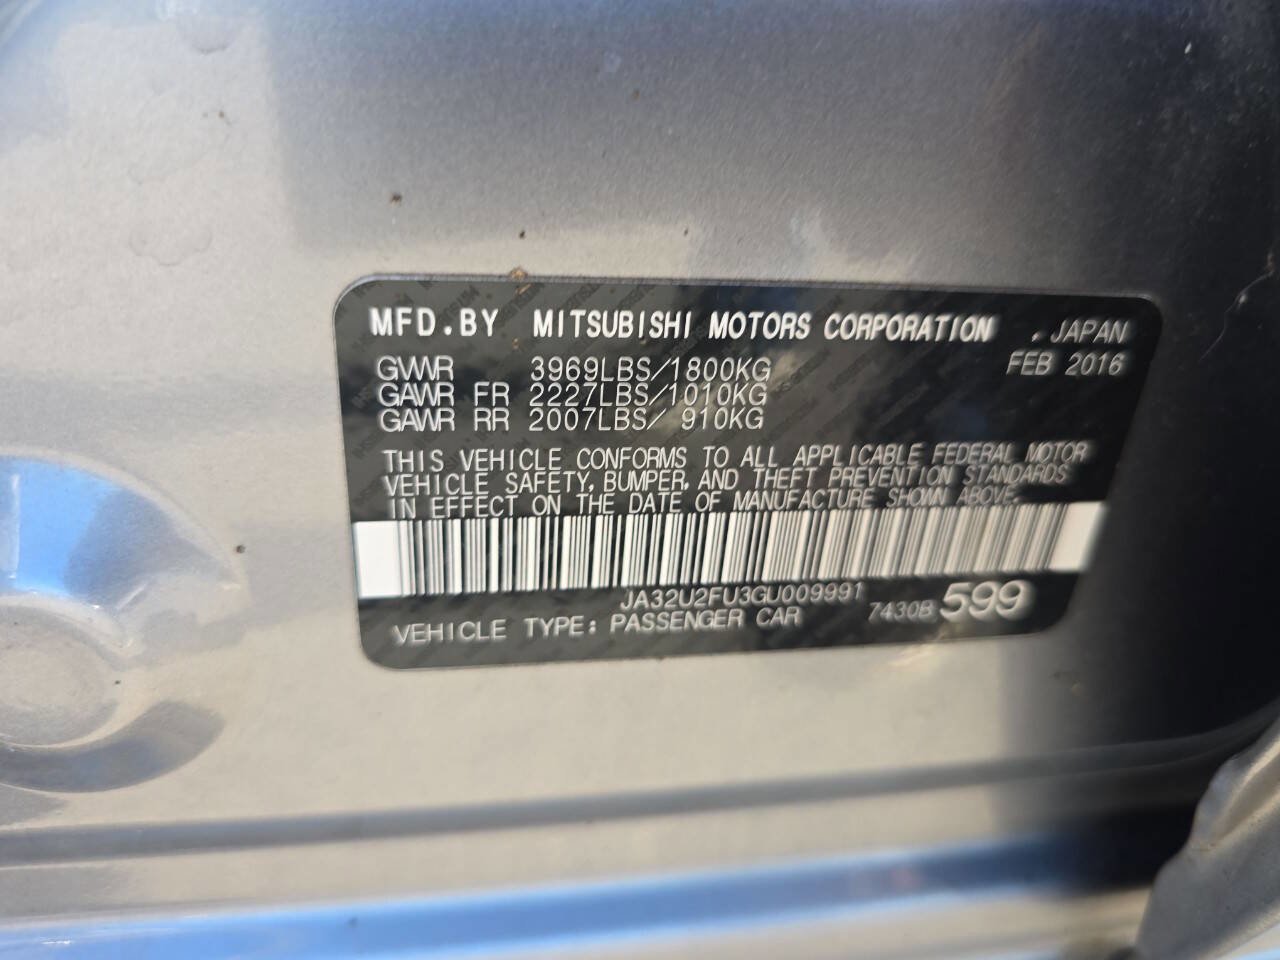 MFD.BY MITSUBISHI MOTORS CORPORATION , JAPAN
GVWR 3969LBS/1800KG FEB 2016
GAWR FR 2227LBS/1010KG
GAWR RR 2007LBS/ 910KG
THIS VEHICLE CONFORMS TO ALL APPLICABLE FEDERAL MOTOR
VEHICLE SAFETY, BUMPER, AND THEFT PREVENTION STANDARDS
IN EFFECT ON THE DATE OF MANUFACTURE SHOWN ABOVE.
JA32U2FU3GU009991
VEHICLE TYPE: PASSENGER CAR 7430B 599